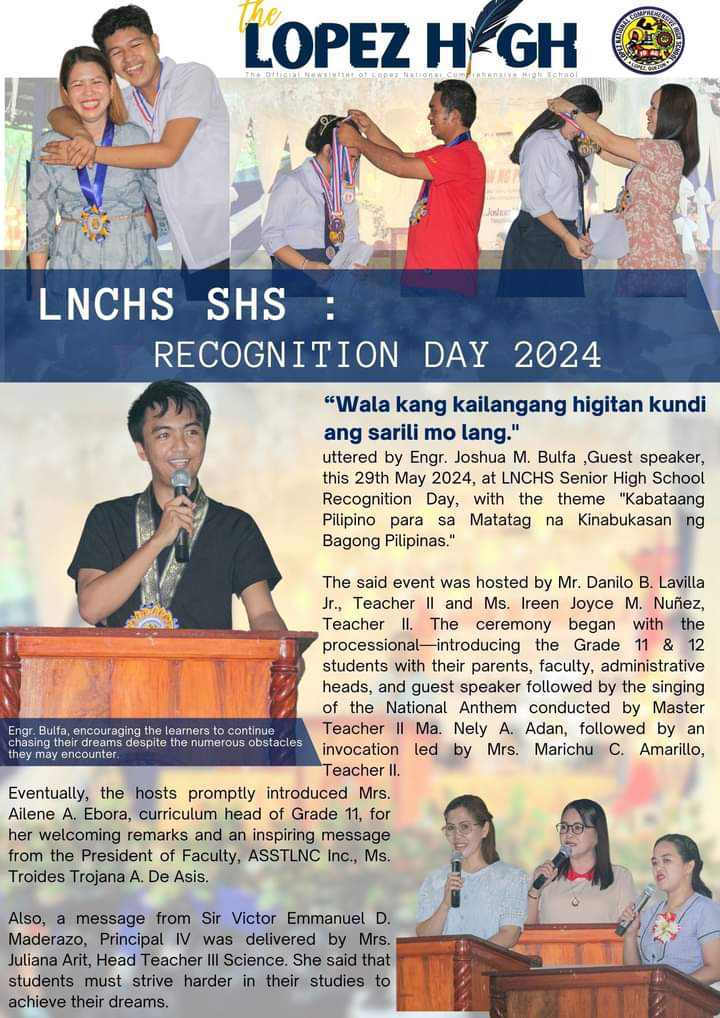 the
LOPEZ HIGH
The Official Newsletter of Lopez National Comprehensive High School
LNCHS SHS :
RECOGNITION DAY 2024
“Wala kang kailangang higitan kundi
ang sarili mo lang."
uttered by Engr. Joshua M. Bulfa ,Guest speaker,
this 29th May 2024, at LNCHS Senior High School
Recognition Day, with the theme "Kabataang
Pilipino para sa Matatag na Kinabukasan ng
Bagong Pilipinas."
The said event was hosted by Mr. Danilo B. Lavilla
Jr., Teacher II and Ms. Ireen Joyce M. Nuñez,
Teacher II. The ceremony began with the
processional—introducing the Grade 11 & 12
students with their parents, faculty, administrative
heads, and guest speaker followed by the singing
of the National Anthem conducted by Master
Teacher II Ma. Nely A. Adan, followed by an
invocation led by Mrs. Marichu C. Amarillo,
Teacher II.
Engr. Bulfa, encouraging the learners to continue
chasing their dreams despite the numerous obstacles
they may encounter.
Eventually, the hosts promptly introduced Mrs.
Ailene A. Ebora, curriculum head of Grade 11, for
her welcoming remarks and an inspiring message
from the President of Faculty, ASSTLNC Inc., Ms.
Troides Trojana A. De Asis.
Also, a message from Sir Victor Emmanuel D.
Maderazo, Principal IV was delivered by Mrs.
Juliana Arit, Head Teacher III Science. She said that
students must strive harder in their studies to
achieve their dreams.